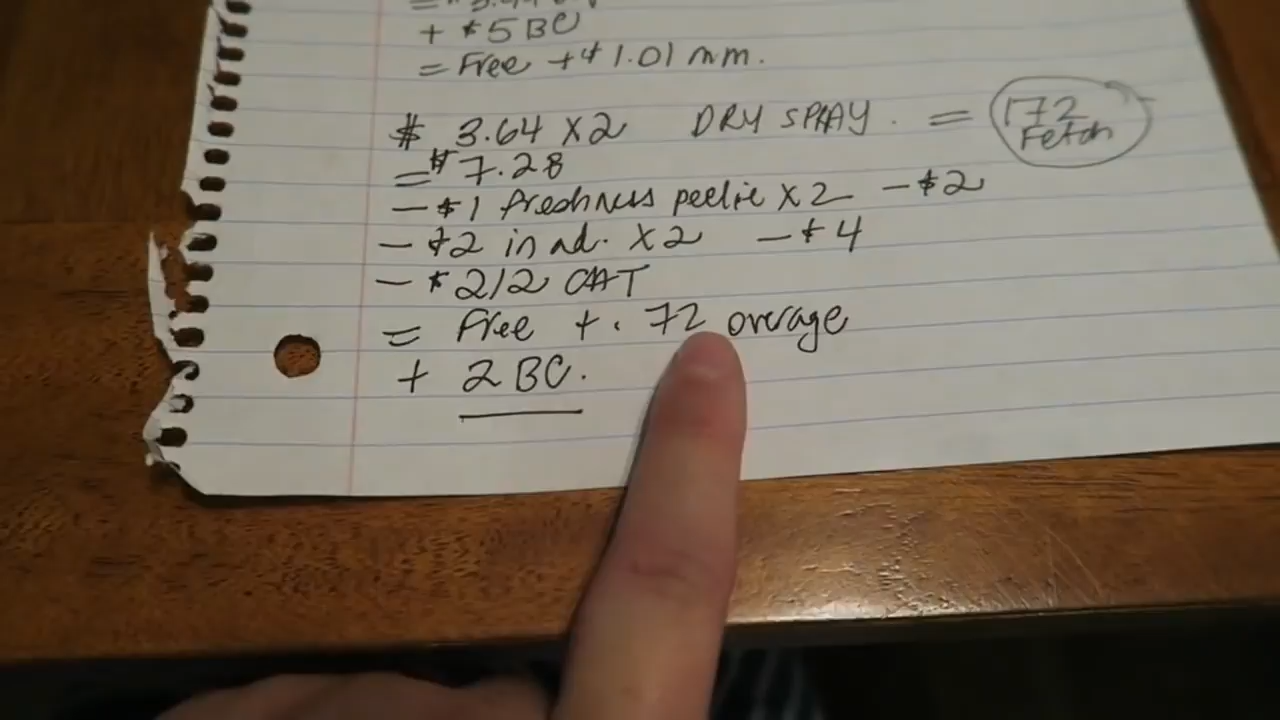 + $5 BC
= Free + $1.01 mm.
$ 3.64 X2 DRY SPRAY. = 172 Fetch
= $7.28
- $1 freshness peelie X2 - $2
- $2 in ad. X2 - $4
- $2/2 CAT
= Free + .72 overage
+ 2 BC.